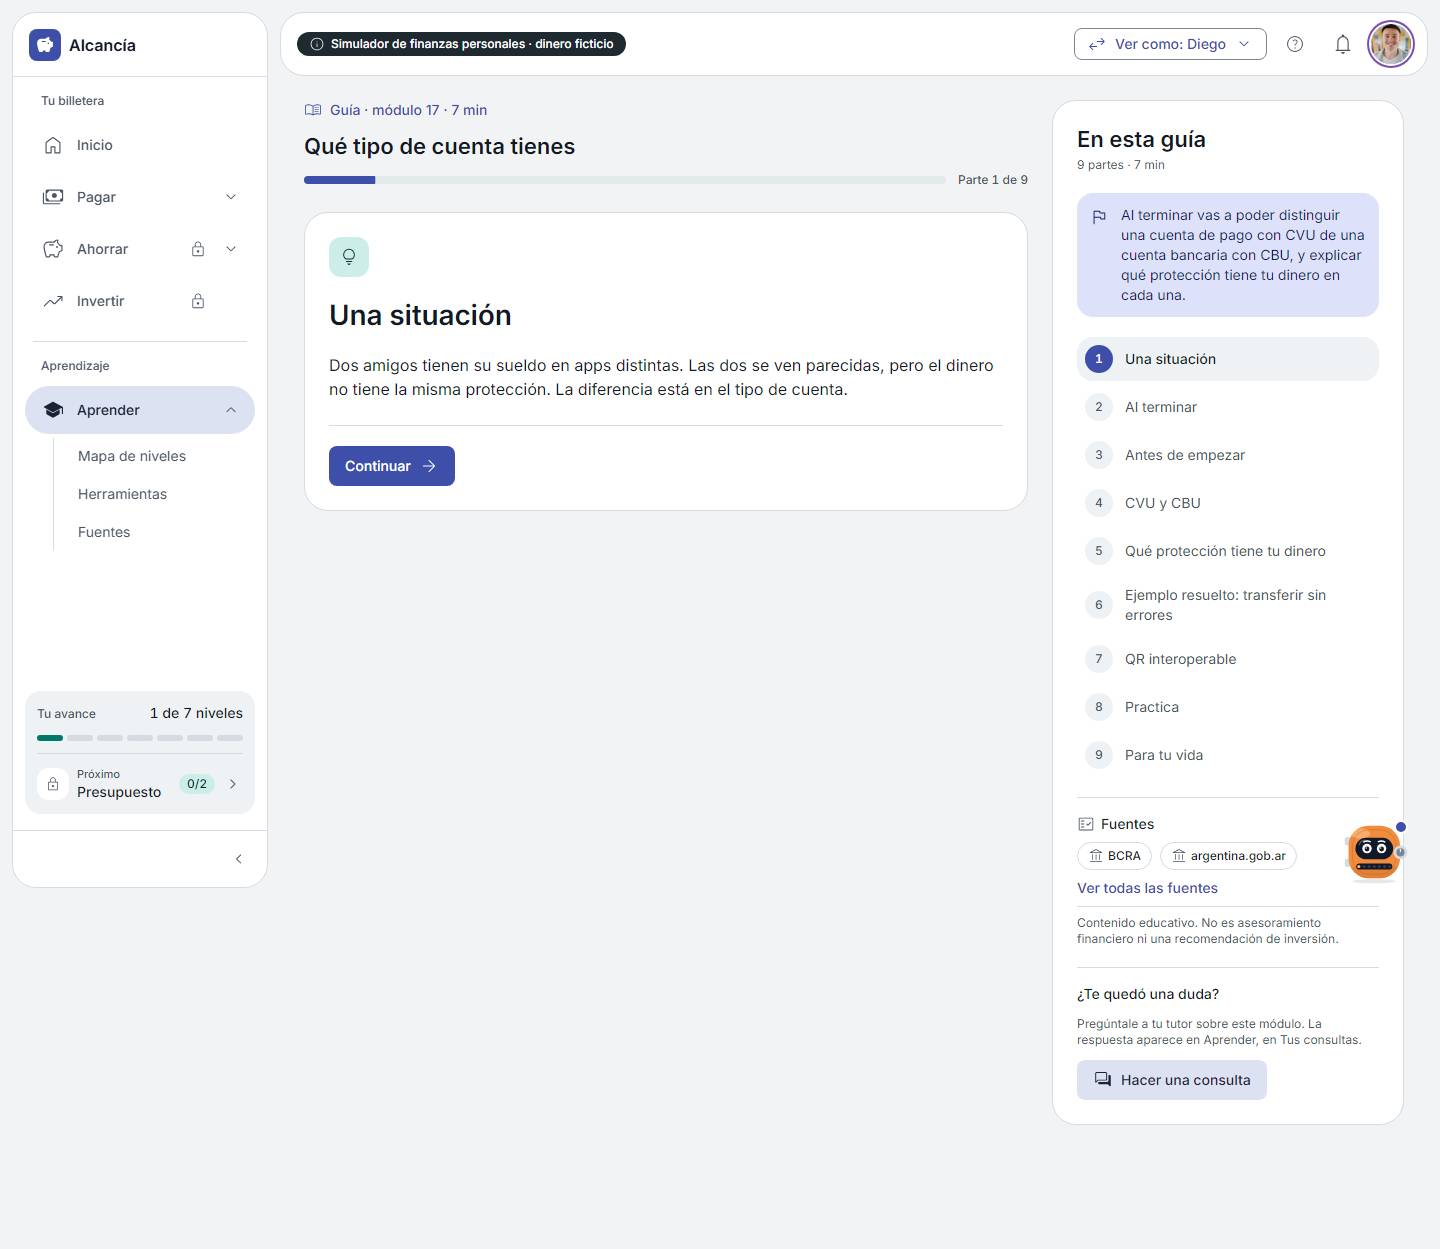 Alcancía
Simulador de finanzas personales · dinero ficticio
Ver como: Diego
Tu billetera
Inicio
Pagar
Ahorrar
Invertir
Aprendizaje
Aprender
Mapa de niveles
Herramientas
Fuentes
Tu avance
1 de 7 niveles
Próximo
Presupuesto
0/2
Guía · módulo 17 · 7 min
Qué tipo de cuenta tienes
Parte 1 de 9
Una situación
Dos amigos tienen su sueldo en apps distintas. Las dos se ven parecidas, pero el dinero
no tiene la misma protección. La diferencia está en el tipo de cuenta.
Continuar
En esta guía
9 partes · 7 min
Al terminar vas a poder distinguir
una cuenta de pago con CVU de una
cuenta bancaria con CBU, y explicar
qué protección tiene tu dinero en
cada una.
1 Una situación
2 Al terminar
3 Antes de empezar
4 CVU y CBU
5 Qué protección tiene tu dinero
6 Ejemplo resuelto: transferir sin
errores
7 QR interoperable
8 Practica
9 Para tu vida
Fuentes
BCRA
argentina.gob.ar
Ver todas las fuentes
Contenido educativo. No es asesoramiento
financiero ni una recomendación de inversión.
¿Te quedó una duda?
Pregúntale a tu tutor sobre este módulo. La
respuesta aparece en Aprender, en Tus consultas.
Hacer una consulta